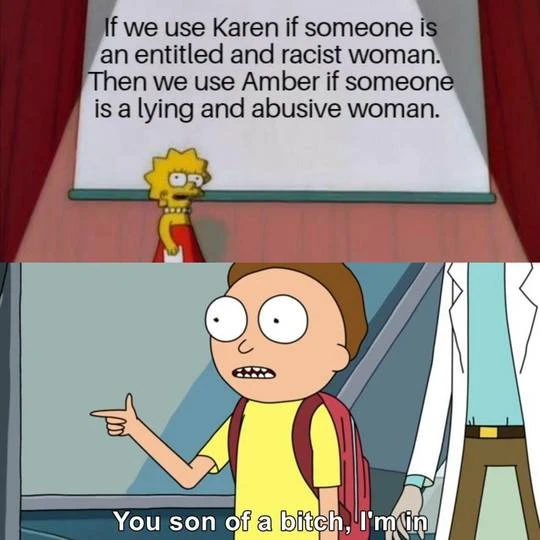 If we use Karen if someone is
an entitled and racist woman.
Then we use Amber if someone
is a lying and abusive woman.
You son of a bitch, I'm in